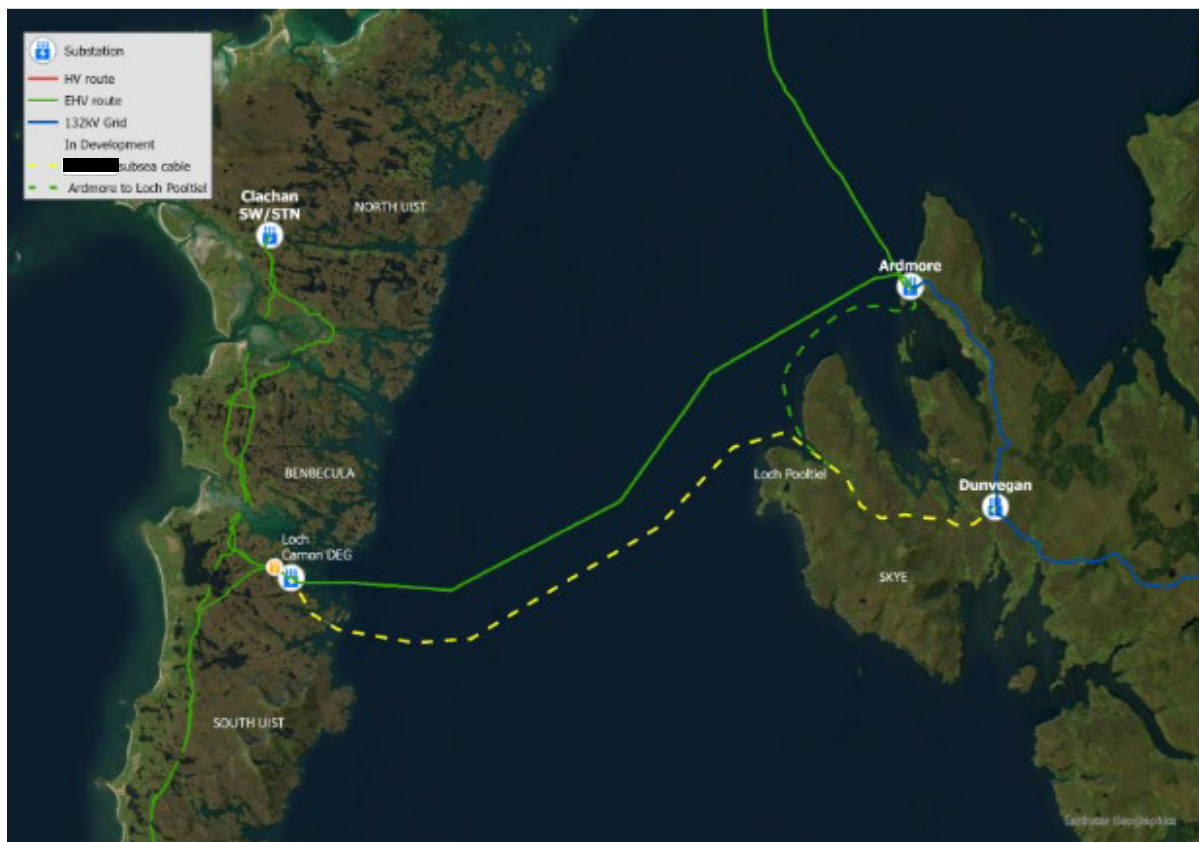 Substation
HV route
EHV route
132kV Grid
In Development
subsea cable
Ardmore to Loch Pooltiel
Clachan
SW/STN
NORTH UIST
Ardmore
BENBECULA
Loch Pooltiel
Dunvegan
Loch
Carnon DEG
SKYE
SOUTH UIST
Earthstar Geographics